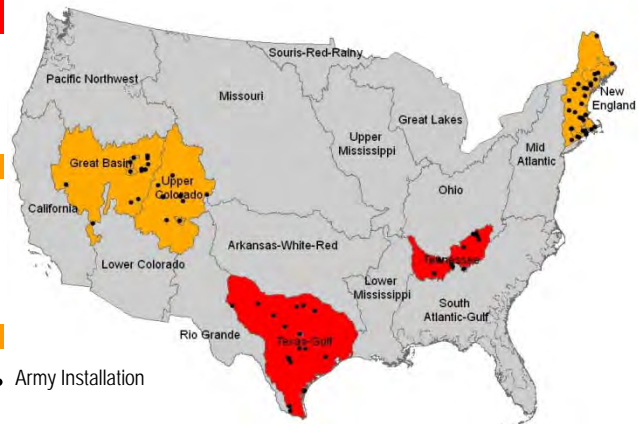 Souris-Red-Rainy
Pacific Northwest
Missouri
New
England
Great Lakes
Upper
Mississippi
Mid
Atlantic
Great Basin
Upper
Colorado
Ohio
California
Arkansas-White-Red
Tennessee
Lower Colorado
Lower
Mississippi
South
Atlantic-Gulf
Rio Grande
Texas-Gulf
Army Installation